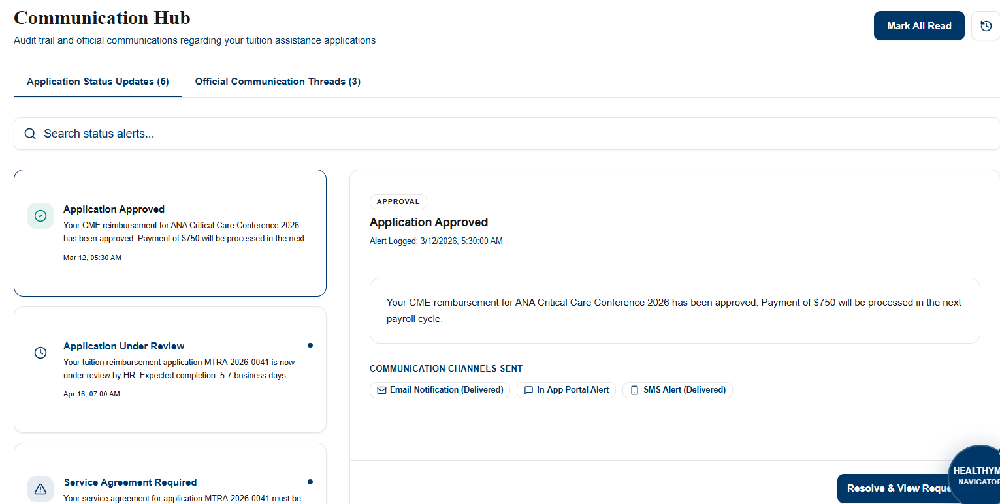 Communication Hub
Audit trail and official communications regarding your tuition assistance applications
Mark All Read
Application Status Updates (5)
Official Communication Threads (3)
Search status alerts...
Application Approved
Your CME reimbursement for ANA Critical Care Conference 2026
has been approved. Payment of $750 will be processed in the next…
Mar 12, 05:30 AM
Application Under Review
Your tuition reimbursement application MTRA-2026-0041 is now
under review by HR. Expected completion: 5-7 business days.
Apr 16, 07:00 AM
Service Agreement Required
Your service agreement for application MTRA-2026-0041 must be
APPROVAL
Application Approved
Alert Logged: 3/12/2026, 5:30:00 AM
Your CME reimbursement for ANA Critical Care Conference 2026 has been approved. Payment of $750 will be processed in the next
payroll cycle.
COMMUNICATION CHANNELS SENT
Email Notification (Delivered)
In-App Portal Alert
SMS Alert (Delivered)
Resolve & View Reque
HEALTHYM
NAVIGATOR